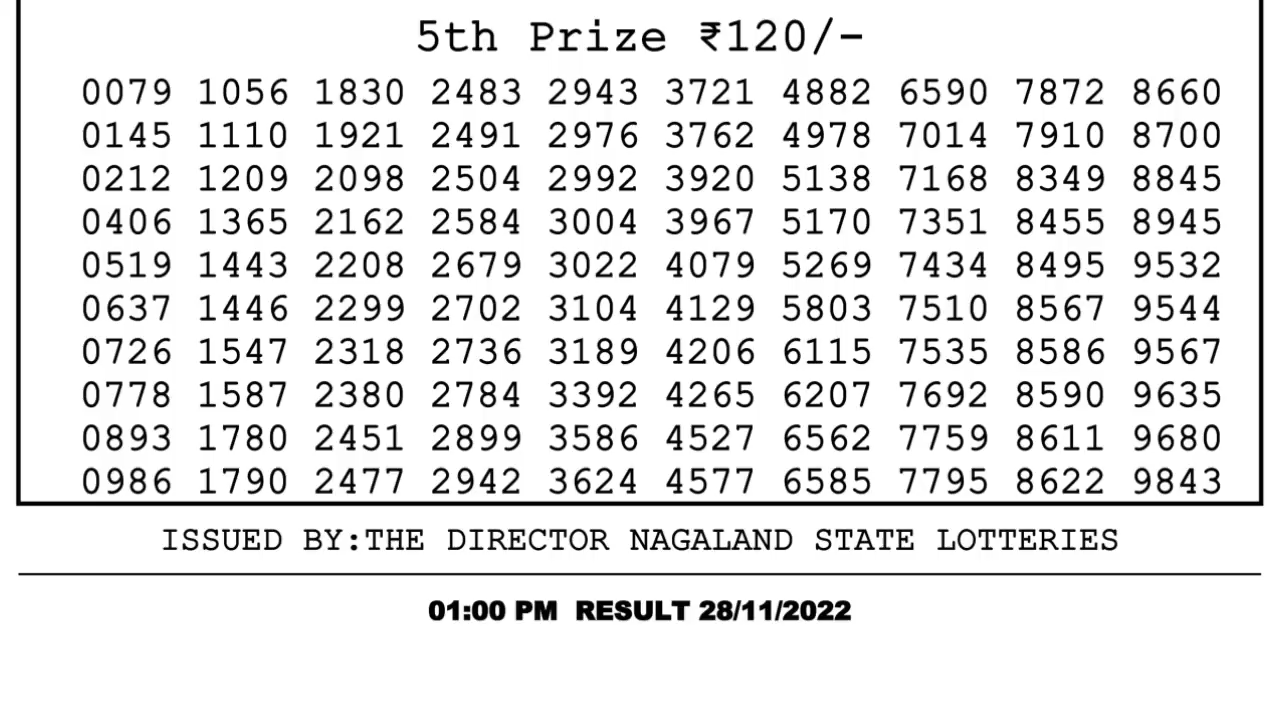 5th Prize ₹120/-
0079 1056 1830 2483 2943 3721 4882 6590 7872 8660
0145 1110 1921 2491 2976 3762 4978 7014 7910 8700
0212 1209 2098 2504 2992 3920 5138 7168 8349 8845
0406 1365 2162 2584 3004 3967 5170 7351 8455 8945
0519 1443 2208 2679 3022 4079 5269 7434 8495 9532
0637 1446 2299 2702 3104 4129 5803 7510 8567 9544
0726 1547 2318 2736 3189 4206 6115 7535 8586 9567
0778 1587 2380 2784 3392 4265 6207 7692 8590 9635
0893 1780 2451 2899 3586 4527 6562 7759 8611 9680
0986 1790 2477 2942 3624 4577 6585 7795 8622 9843
ISSUED BY:THE DIRECTOR NAGALAND STATE LOTTERIES
01:00 PM RESULT 28/11/2022